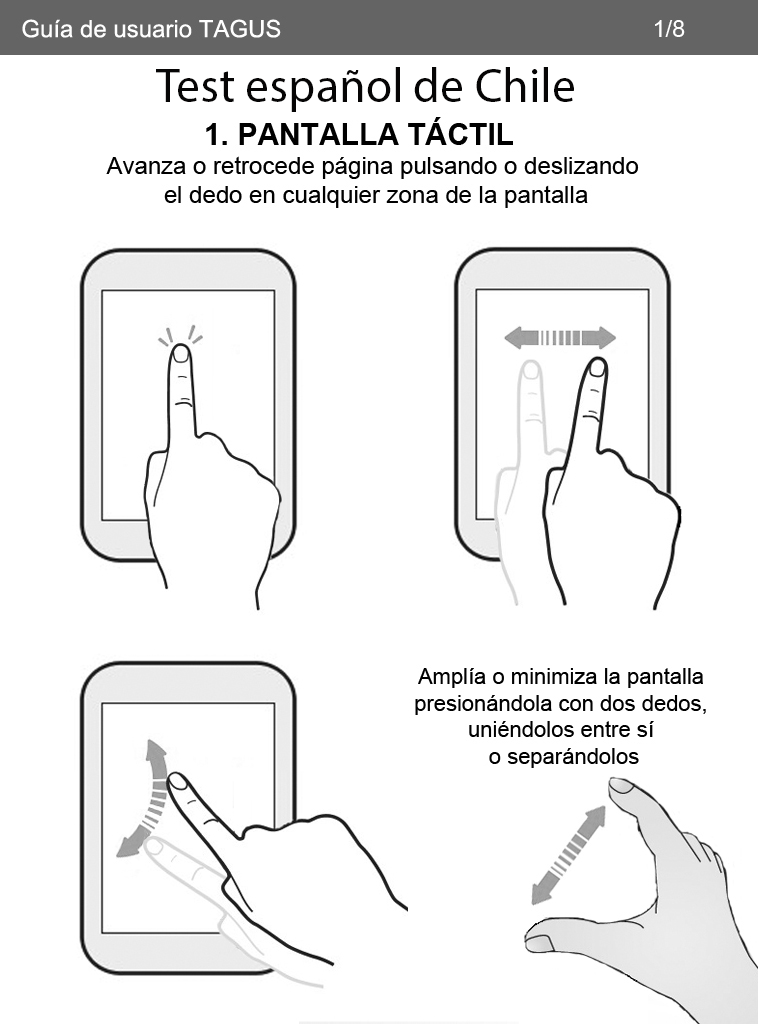 Guía de usuario TAGUS
1/8
Test español de Chile
1. PANTALLA TÁCTIL
Avanza o retrocede página pulsando o deslizando
el dedo en cualquier zona de la pantalla
Amplía o minimiza la pantalla
presionándola con dos dedos,
uniéndolos entre sí
o separándolos